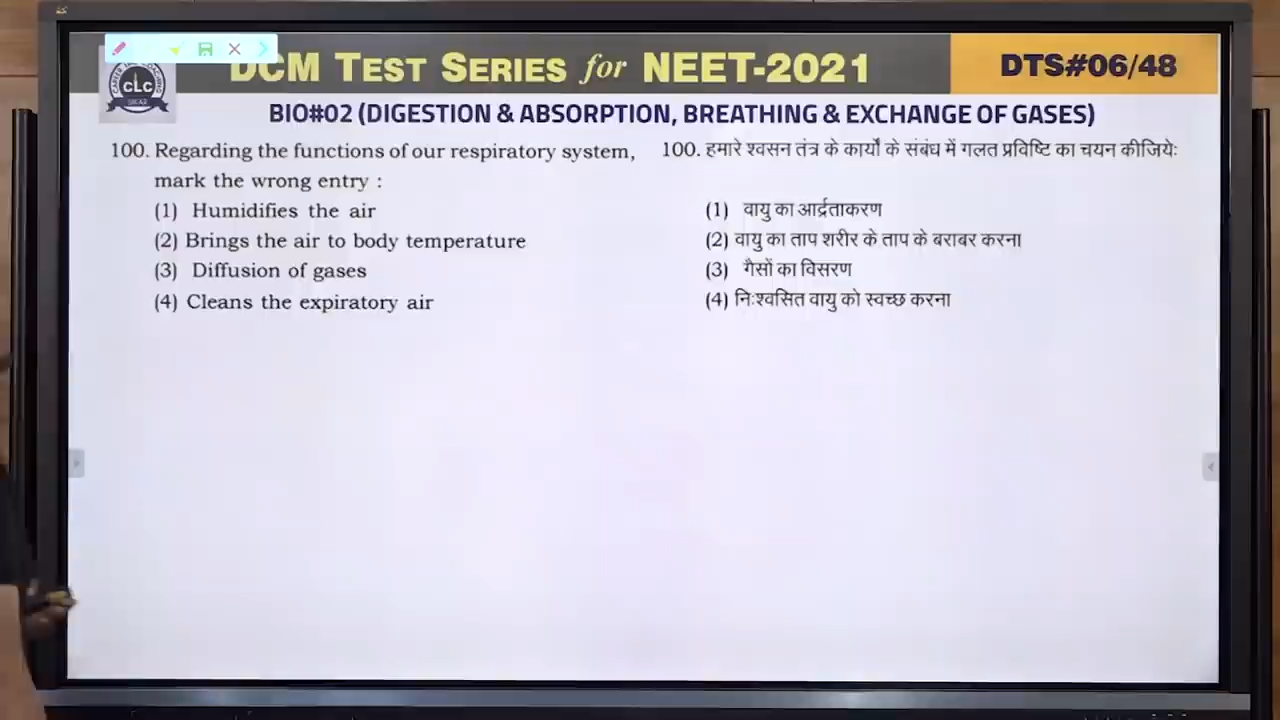 DCM TEST SERIES for NEET-2021
DTS#06/48
CLC
SIKAR
BIO#02 (DIGESTION & ABSORPTION, BREATHING & EXCHANGE OF GASES)
100. Regarding the functions of our respiratory system,
mark the wrong entry :
(1) Humidifies the air
(2) Brings the air to body temperature
(3) Diffusion of gases
(4) Cleans the expiratory air
100. हमारे श्वसन तंत्र के कार्यों के संबंध में गलत प्रविष्टि का चयन कीजियेः
(1) वायु का आर्द्रताकरण
(2) वायु का ताप शरीर के ताप के बराबर करना
(3) गैसों का विसरण
(4) निःश्वसित वायु को स्वच्छ करना